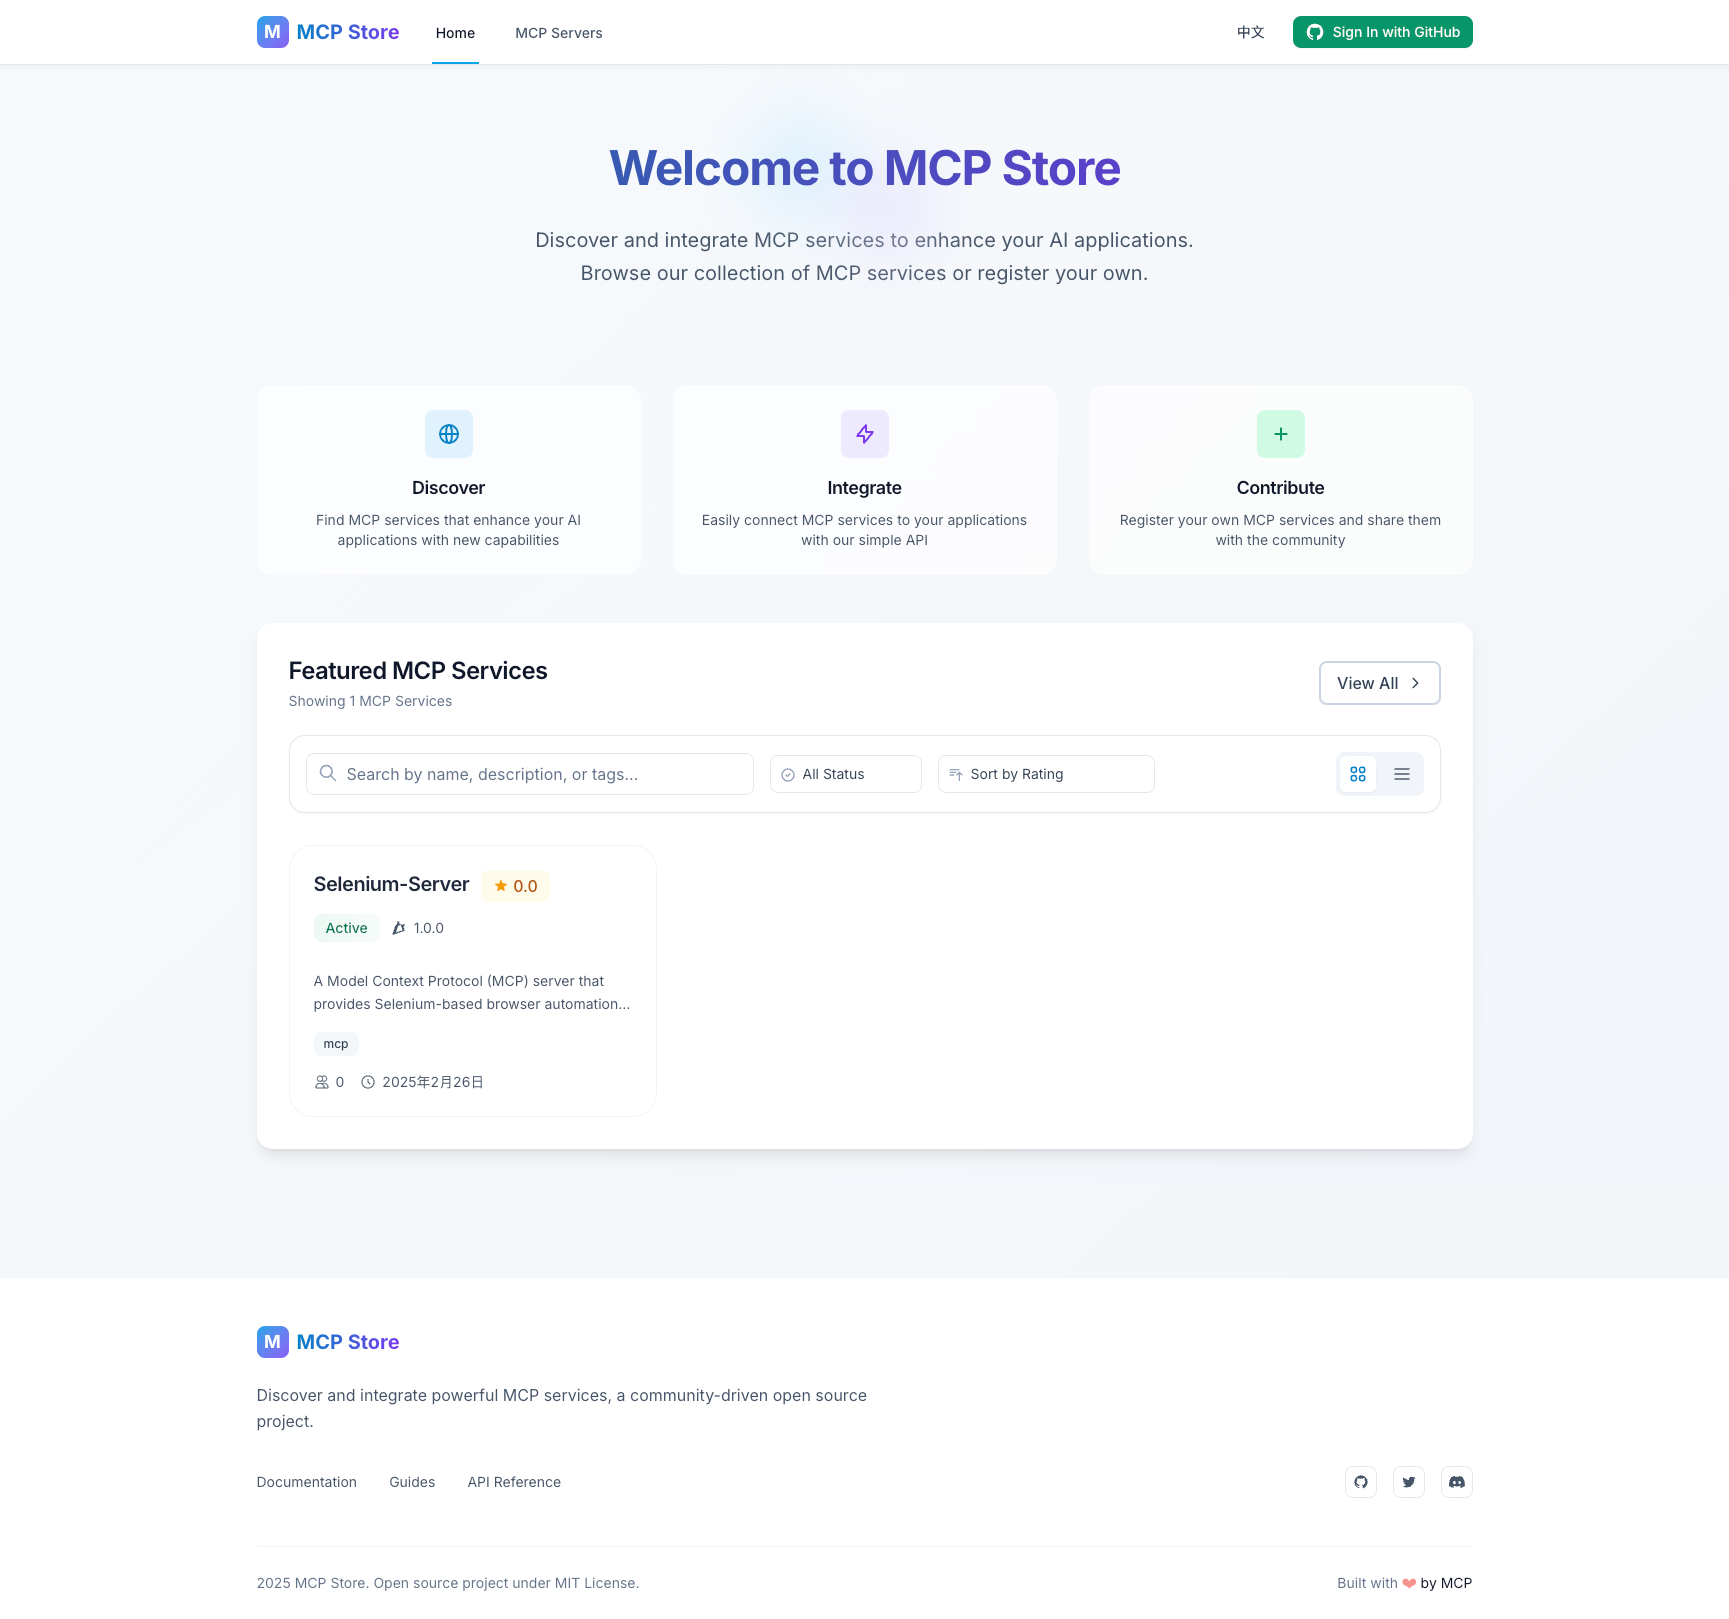 M MCP Store
Home
MCP Servers
中文
Sign In with GitHub
Welcome to MCP Store
Discover and integrate MCP services to enhance your AI applications.
Browse our collection of MCP services or register your own.
Discover
Find MCP services that enhance your AI
applications with new capabilities
Integrate
Easily connect MCP services to your applications
with our simple API
Contribute
Register your own MCP services and share them
with the community
Featured MCP Services
Showing 1 MCP Services
View All
Search by name, description, or tags...
All Status
Sort by Rating
Selenium-Server
0.0
Active
1.0.0
A Model Context Protocol (MCP) server that
provides Selenium-based browser automation...
mcp
0
2025年2月26日
M MCP Store
Discover and integrate powerful MCP services, a community-driven open source
project.
Documentation
Guides
API Reference
2025 MCP Store. Open source project under MIT License.
Built with ❤ by MCP